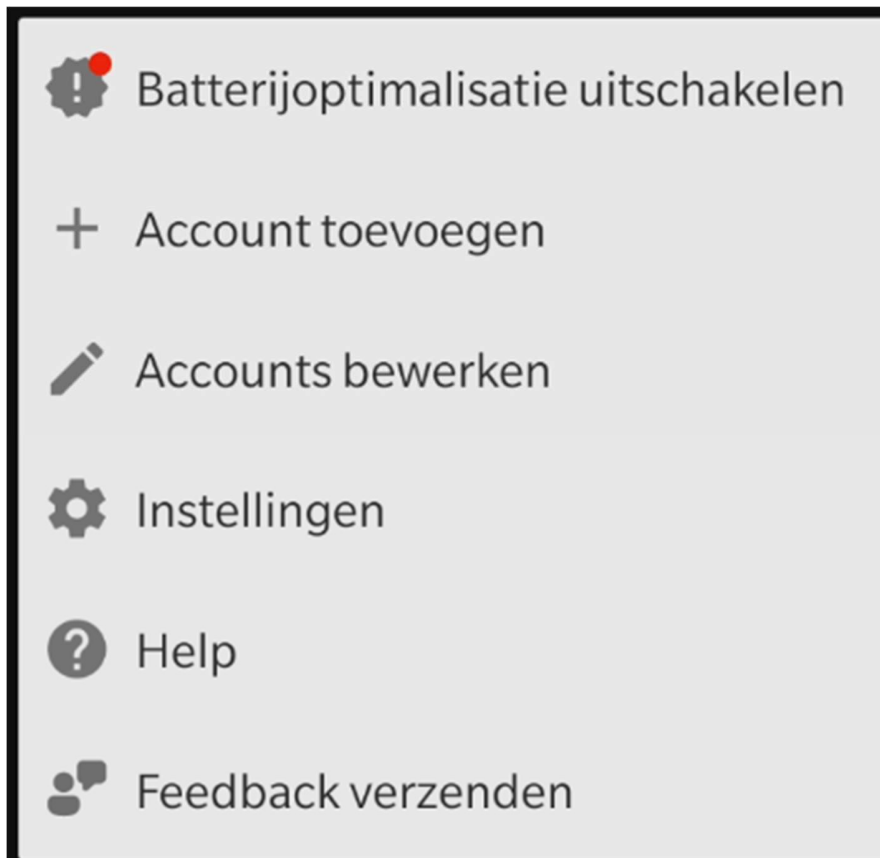 Batterijoptimalisatie uitschakelen
Account toevoegen
Accounts bewerken
Instellingen
Help
Feedback verzenden